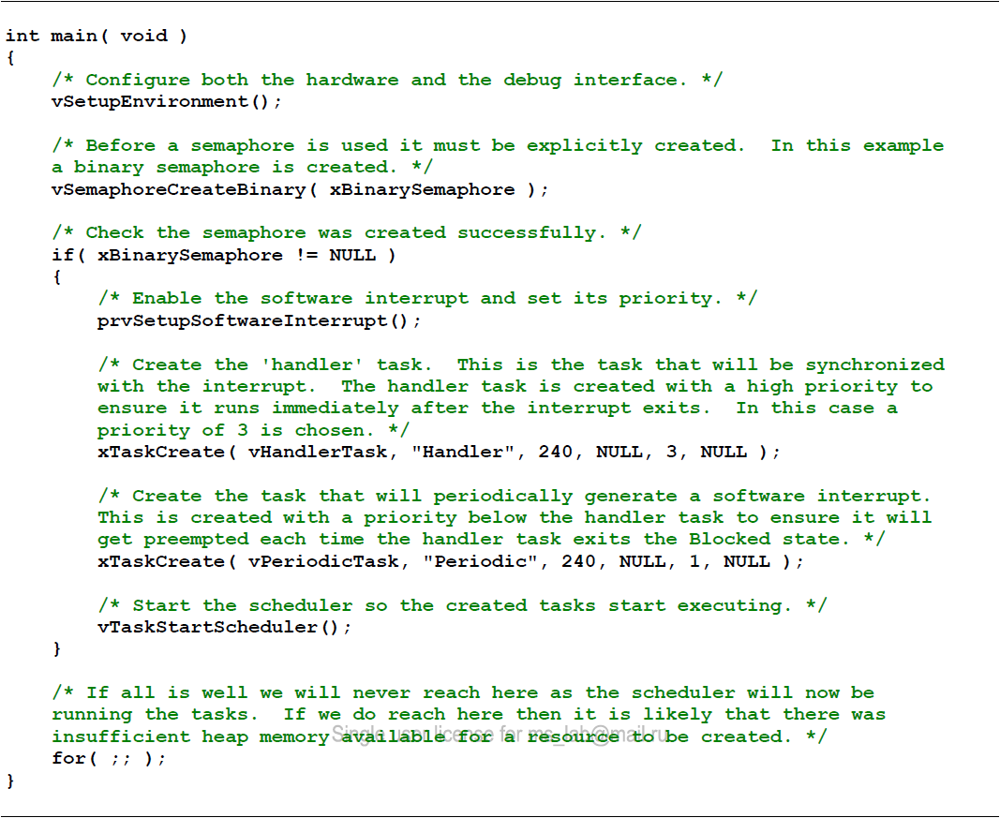 int main( void )
{
/* Configure both the hardware and the debug interface. */
vSetupEnvironment();
/* Before a semaphore is used it must be explicitly created.  In this example
a binary semaphore is created. */
vSemaphoreCreateBinary( xBinarySemaphore );
/* Check the semaphore was created successfully. */
if( xBinarySemaphore != NULL )
{
/* Enable the software interrupt and set its priority. */
prvSetupSoftwareInterrupt();
/* Create the 'handler' task.  This is the task that will be synchronized
with the interrupt.  The handler task is created with a high priority to
ensure it runs immediately after the interrupt exits.  In this case a
priority of 3 is chosen. */
xTaskCreate( vHandlerTask, "Handler", 240, NULL, 3, NULL );
/* Create the task that will periodically generate a software interrupt.
This is created with a priority below the handler task to ensure it will
get preempted each time the handler task exits the Blocked state. */
xTaskCreate( vPeriodicTask, "Periodic", 240, NULL, 1, NULL );
/* Start the scheduler so the created tasks start executing. */
vTaskStartScheduler();
}
/* If all is well we will never reach here as the scheduler will now be
running the tasks.  If we do reach here then it is likely that there was
insufficient heap memory available for a resource to be created. */
Single user license for ms_lab@mail.ru
for( ;; );
}